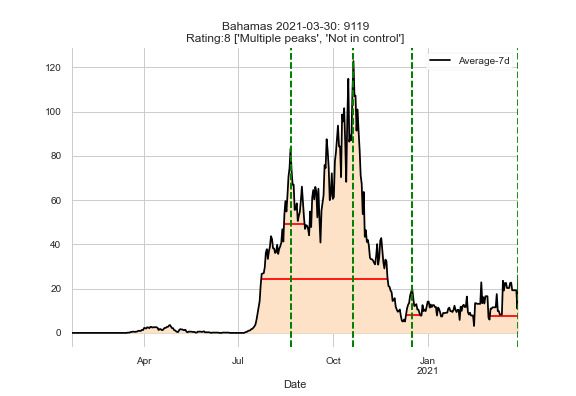 Bahamas 2021-03-30: 9119
Rating:8 ['Multiple peaks', 'Not in control']
Average-7d
120
100
80
60
40
20
0
Apr
Jul
Oct
Jan
2021
Date